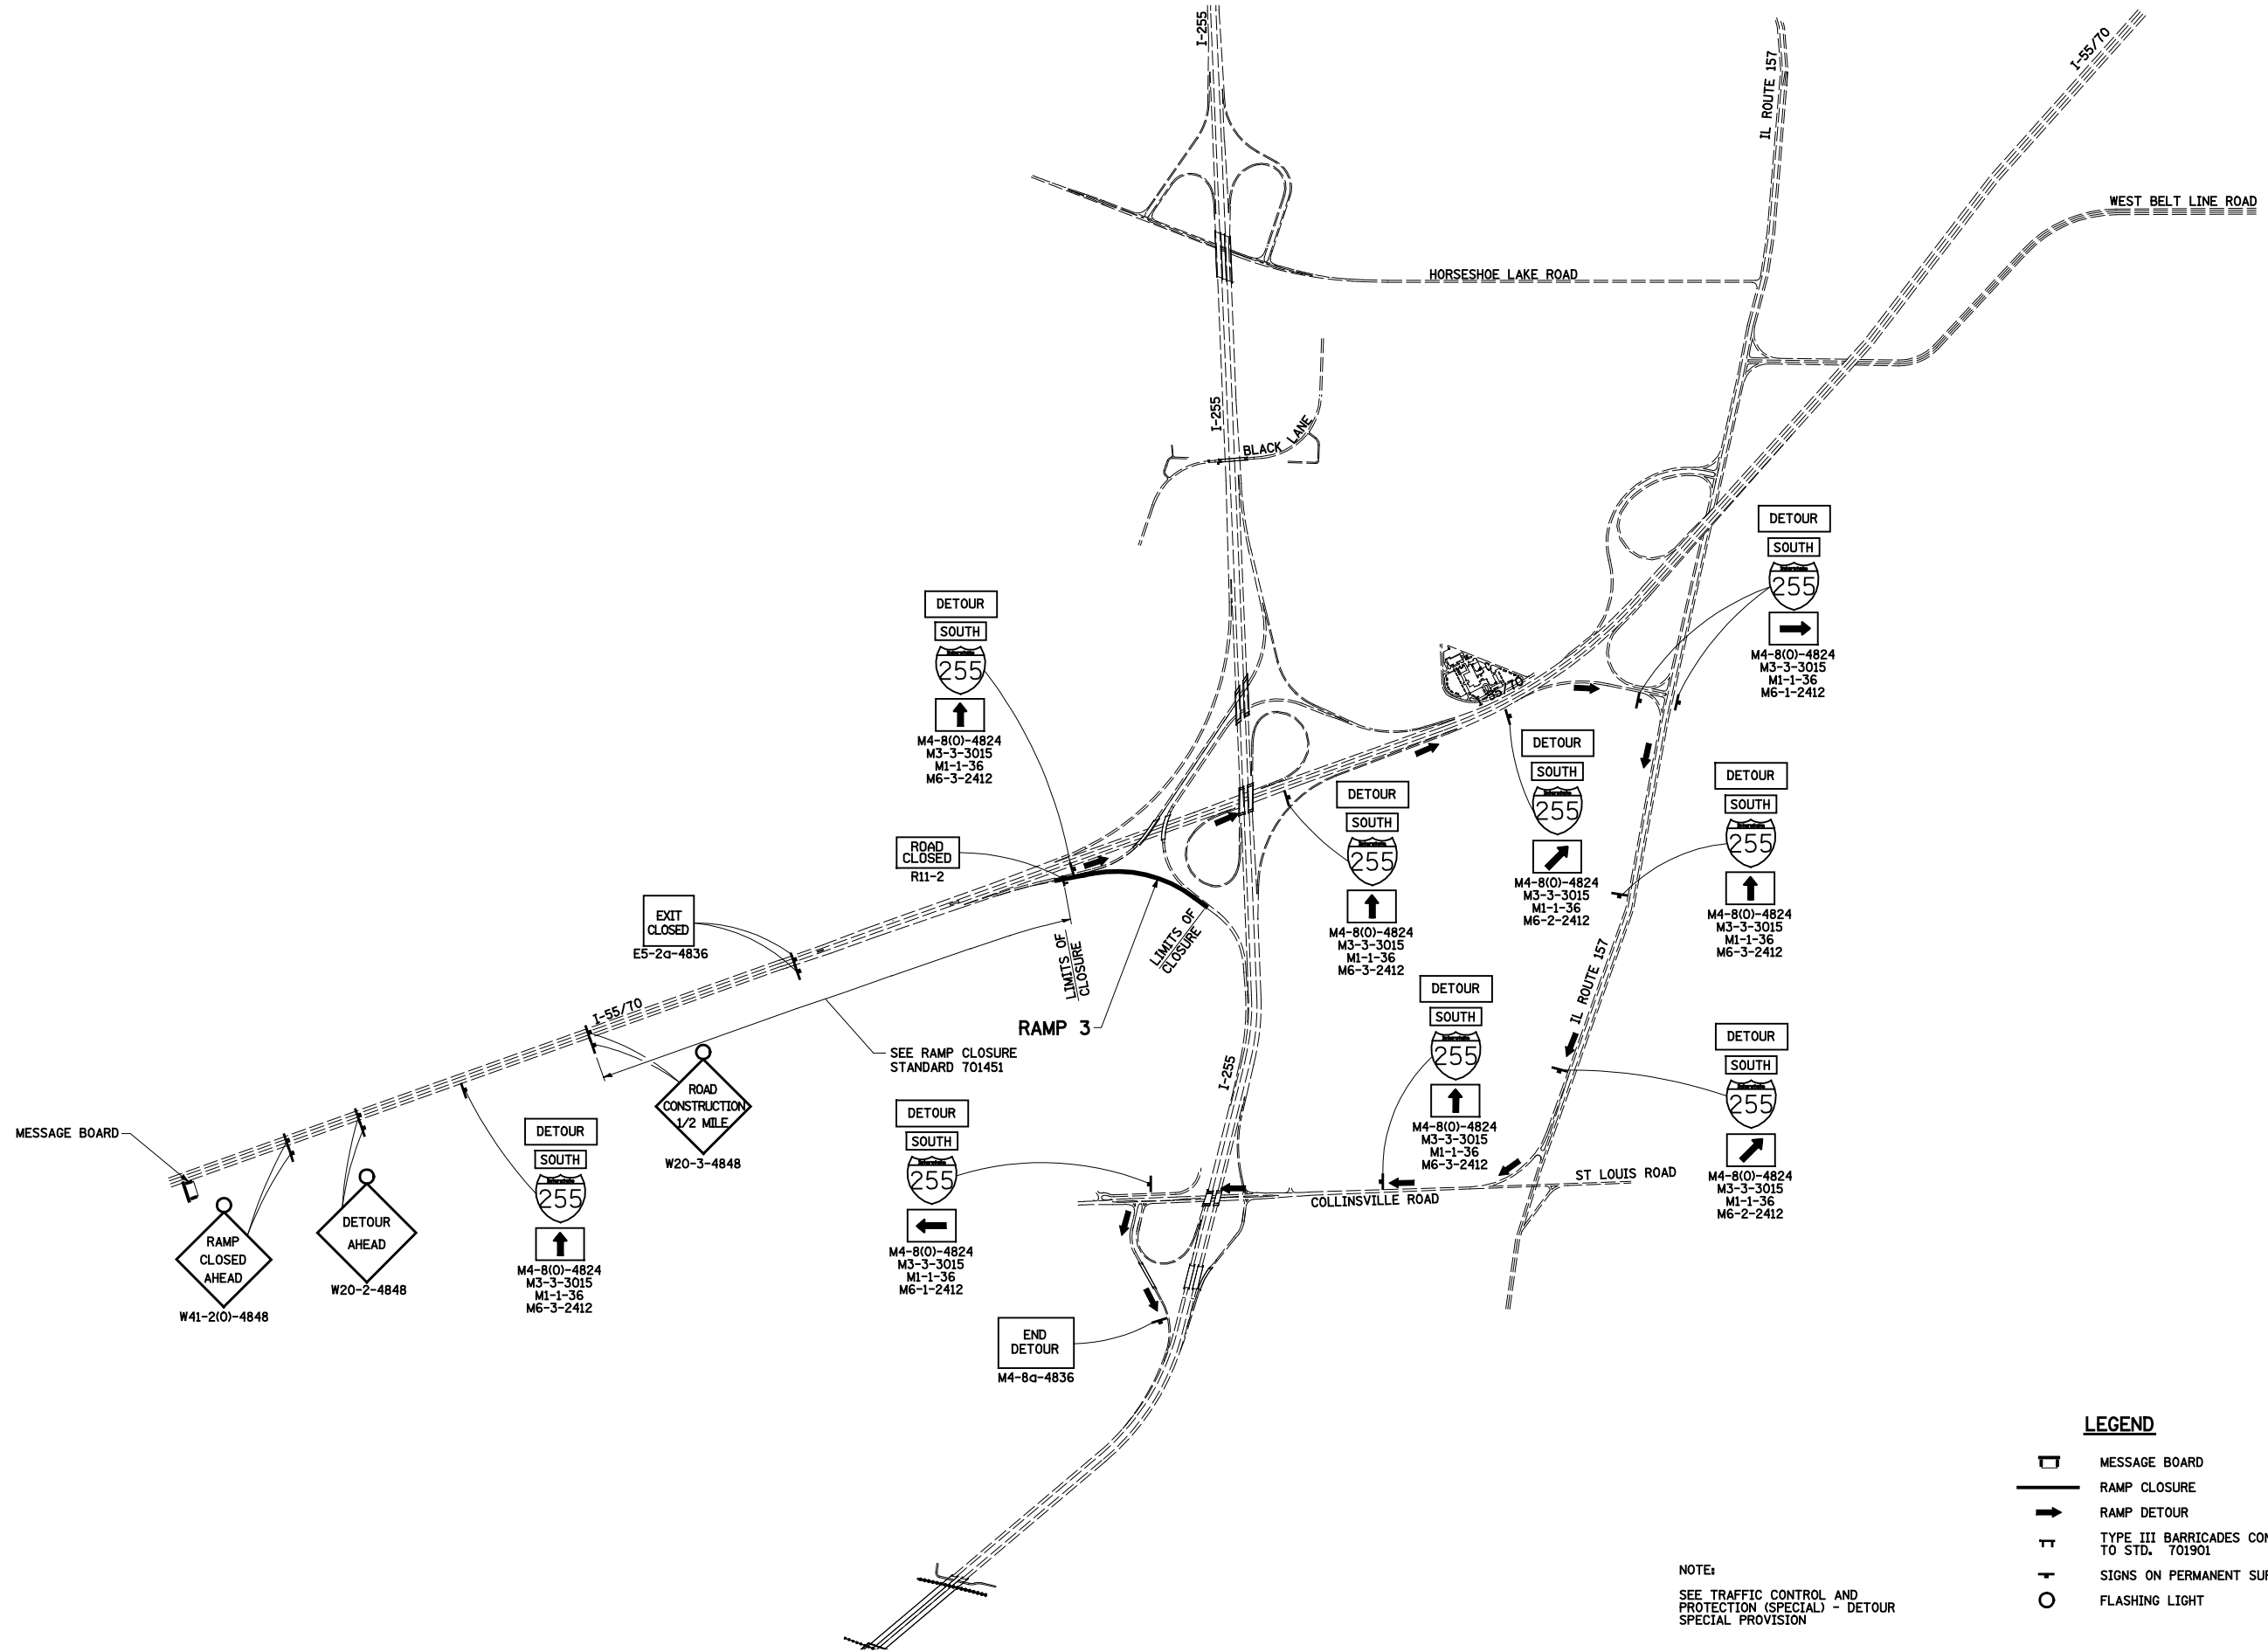 I-255
IL ROUTE 157
I-55/70
WEST BELT LINE ROAD
HORSESHOE LAKE ROAD
I-255
BLACK LANE
DETOUR
SOUTH
Interstate
255
M4-8(O)-4824
M3-3-3015
M1-1-36
M6-1-2412
DETOUR
SOUTH
Interstate
255
M4-8(O)-4824
M3-3-3015
M1-1-36
M6-3-2412
I-55/70
DETOUR
SOUTH
Interstate
255
M4-8(O)-4824
M3-3-3015
M1-1-36
M6-2-2412
DETOUR
SOUTH
Interstate
255
M4-8(O)-4824
M3-3-3015
M1-1-36
M6-3-2412
DETOUR
SOUTH
Interstate
255
M4-8(O)-4824
M3-3-3015
M1-1-36
M6-3-2412
ROAD
CLOSED
R11-2
EXIT
CLOSED
E5-2a-4836
LIMITS OF
CLOSURE
LIMITS OF
CLOSURE
RAMP 3
I-55/70
SEE RAMP CLOSURE
STANDARD 701451
ROAD
CONSTRUCTION
1/2 MILE
W20-3-4848
IL ROUTE 157
DETOUR
SOUTH
Interstate
255
M4-8(O)-4824
M3-3-3015
M1-1-36
M6-3-2412
DETOUR
SOUTH
Interstate
255
M4-8(O)-4824
M3-3-3015
M1-1-36
M6-2-2412
I-255
MESSAGE BOARD
RAMP
CLOSED
AHEAD
W41-2(O)-4848
DETOUR
AHEAD
W20-2-4848
DETOUR
SOUTH
Interstate
255
M4-8(O)-4824
M3-3-3015
M1-1-36
M6-3-2412
DETOUR
SOUTH
Interstate
255
M4-8(O)-4824
M3-3-3015
M1-1-36
M6-1-2412
ST LOUIS ROAD
COLLINSVILLE ROAD
END
DETOUR
M4-8a-4836
LEGEND
MESSAGE BOARD
RAMP CLOSURE
RAMP DETOUR
TYPE III BARRICADES
TO STD. 701901
SIGNS ON PERMANENT
FLASHING LIGHT
NOTE:
SEE TRAFFIC CONTROL AND
PROTECTION (SPECIAL) - DETOUR
SPECIAL PROVISION